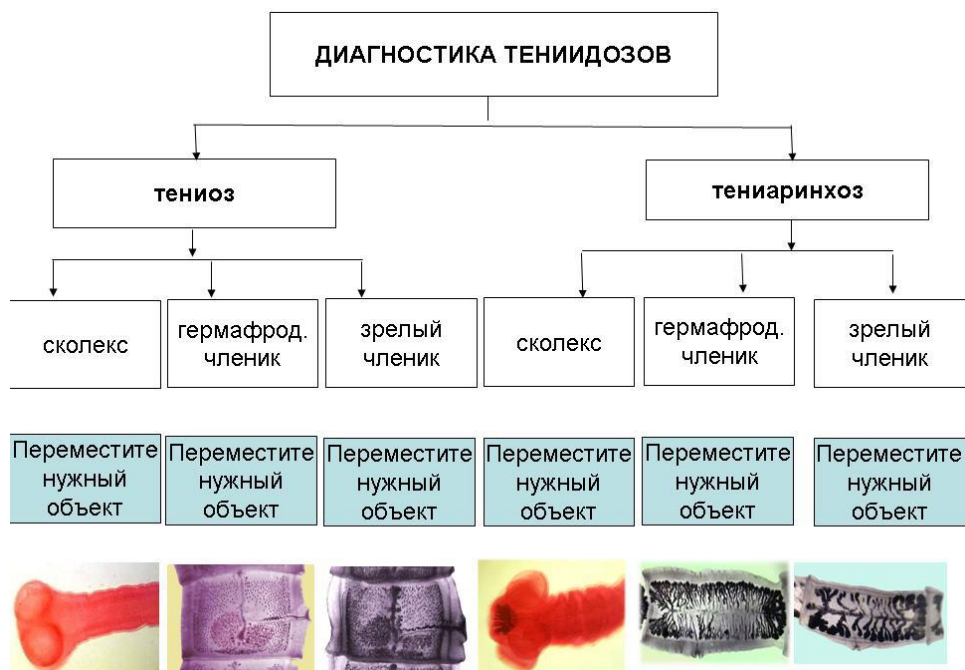 ДИАГНОСТИКА ТЕНИИДОЗОВ
тениоз
тениаринхоз
сколекс
гермафрод.
членик
зрелый
членик
сколекс
гермафрод.
членик
зрелый
членик
Переместите
нужный
объект
Переместите
нужный
объект
Переместите
нужный
объект
Переместите
нужный
объект
Переместите
нужный
объект
Переместите
нужный
объект